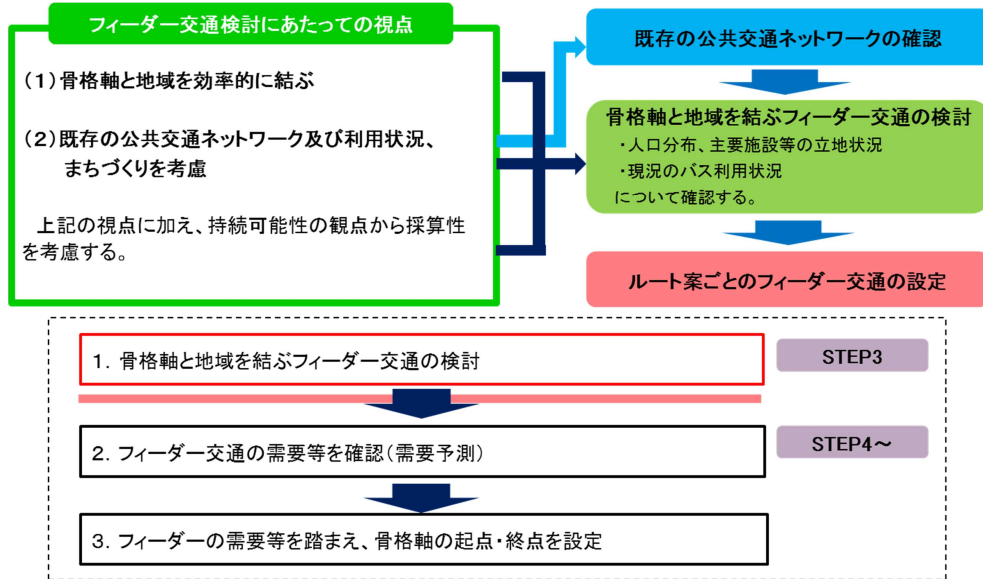 フィーダー交通検討にあたっての視点
(1)骨格軸と地域を効率的に結ぶ
(2)既存の公共交通ネットワーク及び利用状況、
まちづくりを考慮
上記の視点に加え、持続可能性の観点から採算性
を考慮する。
既存の公共交通ネットワークの確認
骨格軸と地域を結ぶフィーダー交通の検討
・人口分布、主要施設等の立地状況
・現況のバス利用状況
について確認する。
ルート案ごとのフィーダー交通の設定
1．骨格軸と地域を結ぶフィーダー交通の検討
STEP3
2．フィーダー交通の需要等を確認(需要予測)
STEP4～
3．フィーダーの需要等を踏まえ、骨格軸の起点・終点を設定